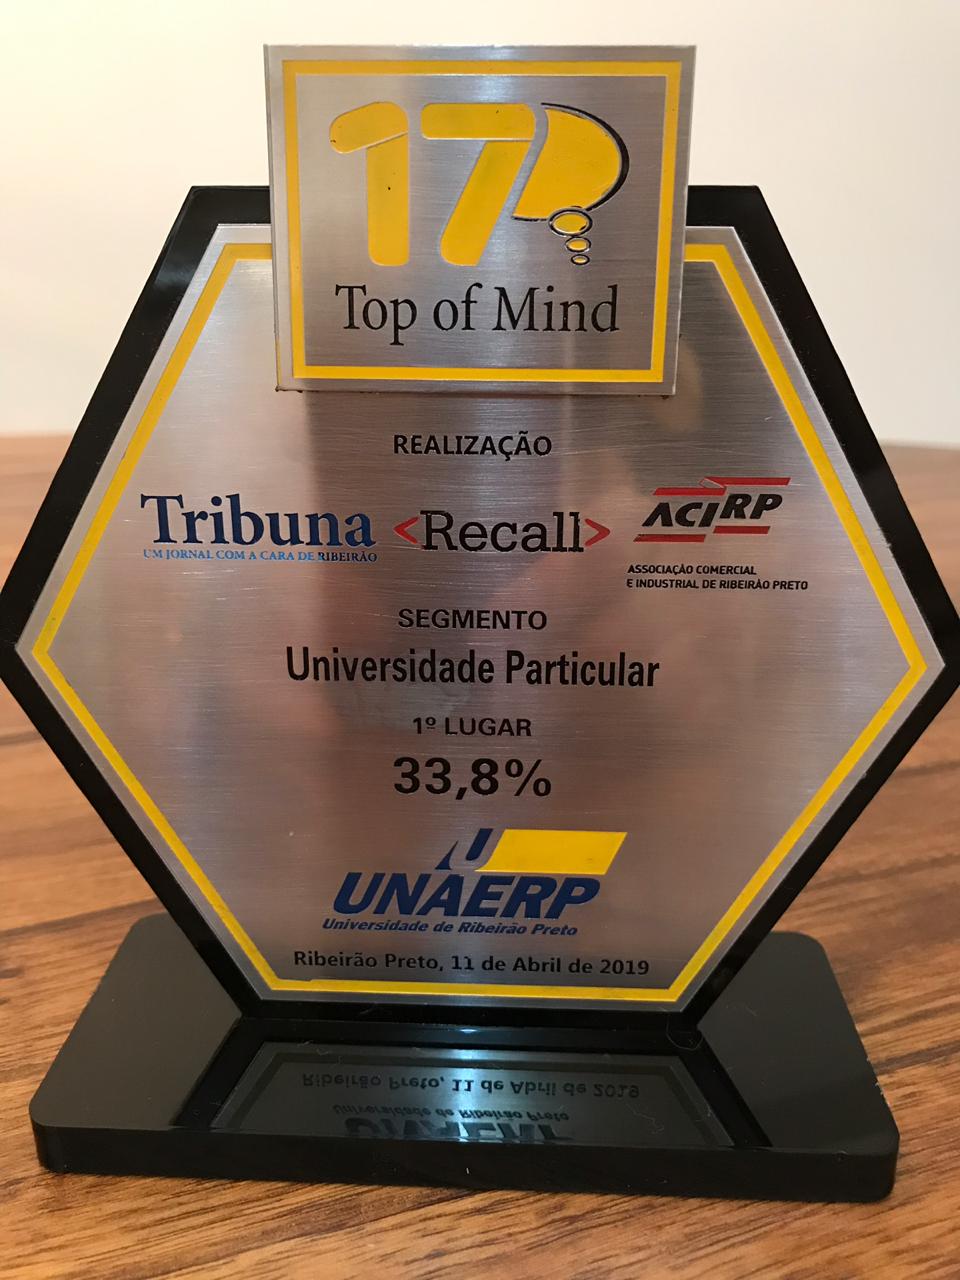 17
Top of Mind
REALIZAÇÃO
Tribuna
UM JORNAL COM A CARA DE RIBEIRÃO
<Recall>
ACIRP
ASSOCIAÇÃO COMERCIAL
E INDUSTRIAL DE RIBEIRÃO PRETO
SEGMENTO
Universidade Particular
1º LUGAR
33,8%
UNAERP
Universidade de Ribeirão Preto
Ribeirão Preto, 11 de Abril de 2019